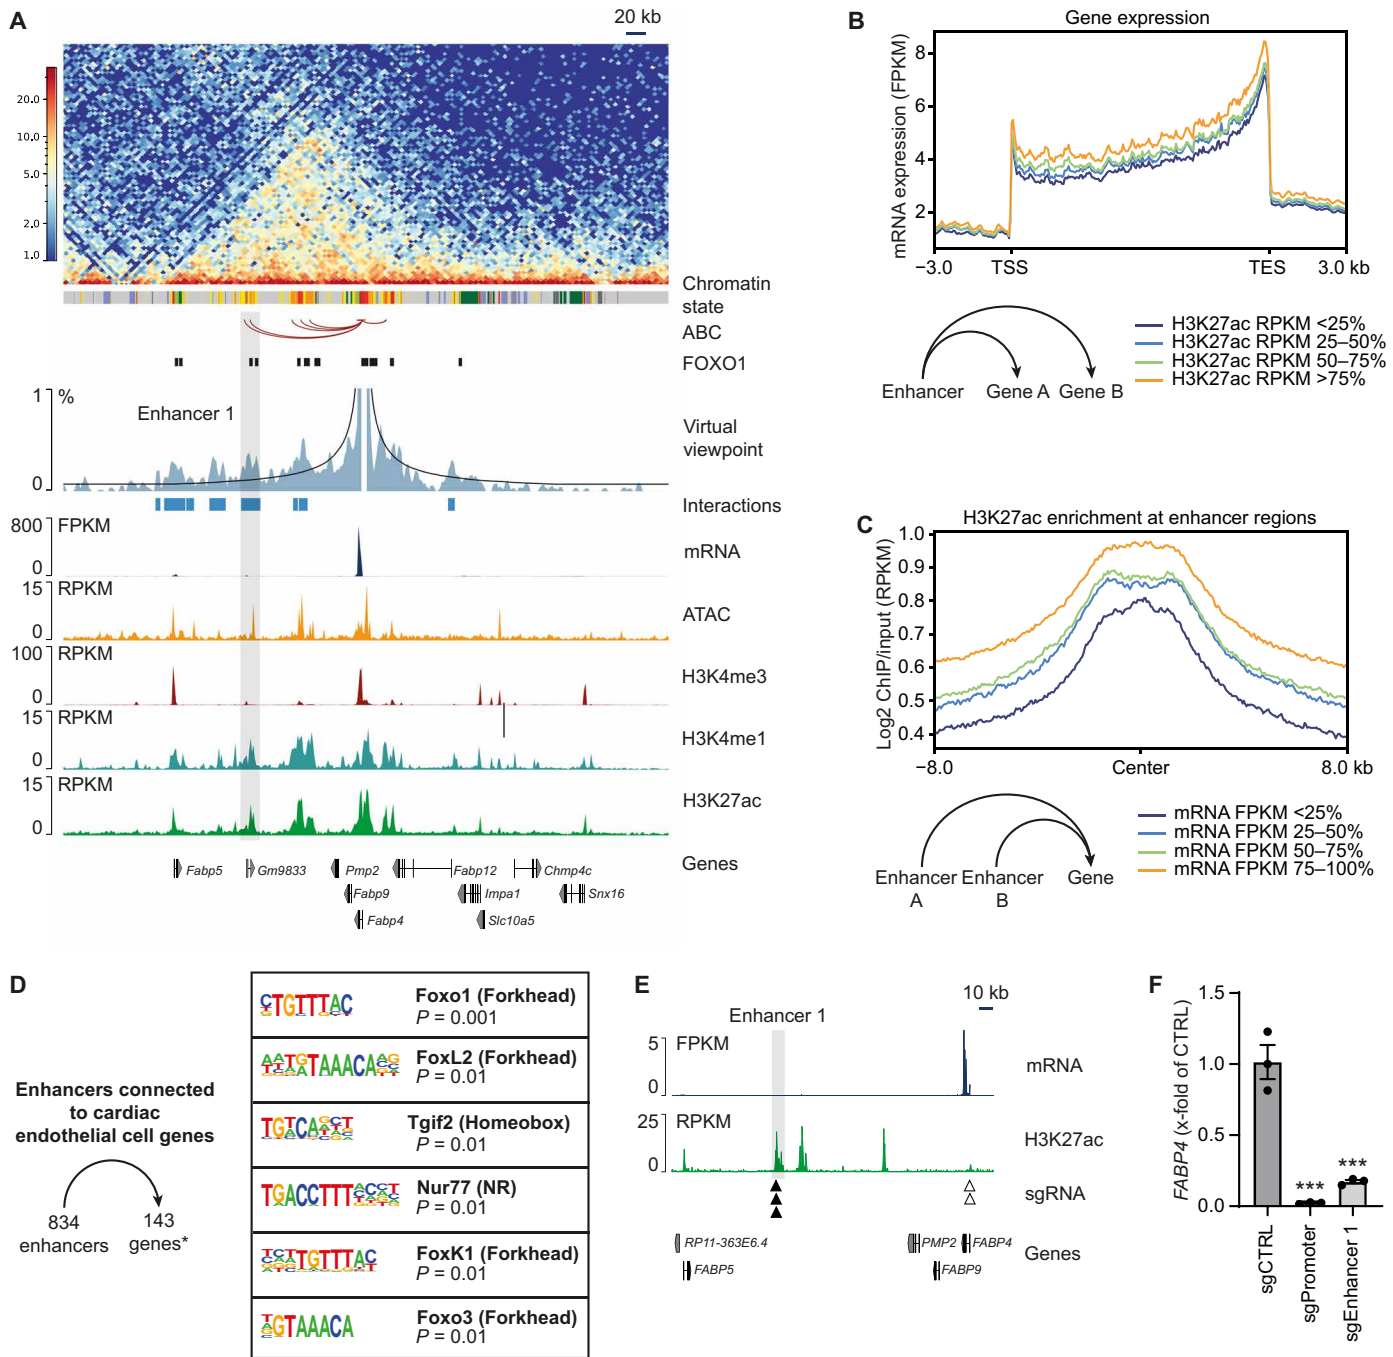 A
20 kb
20.0
10.0
5.0
2.0
1.0
Chromatin
state
ABC
FOXO1
1
%
Enhancer 1
Virtual
viewpoint
0
Interactions
800
FPKM
mRNA
0
15
RPKM
ATAC
0
100
RPKM
H3K4me3
0
15
RPKM
H3K4me1
0
15
RPKM
H3K27ac
0
Genes
Fabp5
Gm9833
Pmp2
Fabp12
Chmp4c
Fabp9
Impa1
Snx16
Fabp4
Slc10a5
B
Gene expression
mRNA expression (FPKM)
8
6
4
2
−3.0
TSS
TES
3.0 kb
Enhancer
Gene A
Gene B
H3K27ac RPKM <25%
H3K27ac RPKM 25–50%
H3K27ac RPKM 50–75%
H3K27ac RPKM >75%
C
H3K27ac enrichment at enhancer regions
Log2 ChIP/input (RPKM)
1.0
0.9
0.8
0.7
0.6
0.5
0.4
−8.0
Center
8.0 kb
Enhancer
A
Enhancer
B
Gene
mRNA FPKM <25%
mRNA FPKM 25–50%
mRNA FPKM 50–75%
mRNA FPKM 75–100%
D
Enhancers connected
to cardiac
endothelial cell genes
834
enhancers
143
genes*
CTGTTTAC
Foxo1 (Forkhead)
P = 0.001
AATGTAAACAAG
FoxL2 (Forkhead)
P = 0.01
TGTCAGCT
Tgif2 (Homeobox)
P = 0.01
TGACCTTTACCT
Nur77 (NR)
P = 0.01
TCTTGTTTAC
FoxK1 (Forkhead)
P = 0.01
TGTAAACA
Foxo3 (Forkhead)
P = 0.01
E
10 kb
Enhancer 1
5
FPKM
mRNA
0
25
RPKM
H3K27ac
0
sgRNA
RP11-363E6.4
PMP2
FABP4
Genes
FABP5
FABP9
F
FABP4 (x-fold of CTRL)
1.5
1.0
0.5
0.0
***
***
sgCTRL
sgPromoter
sgEnhancer 1